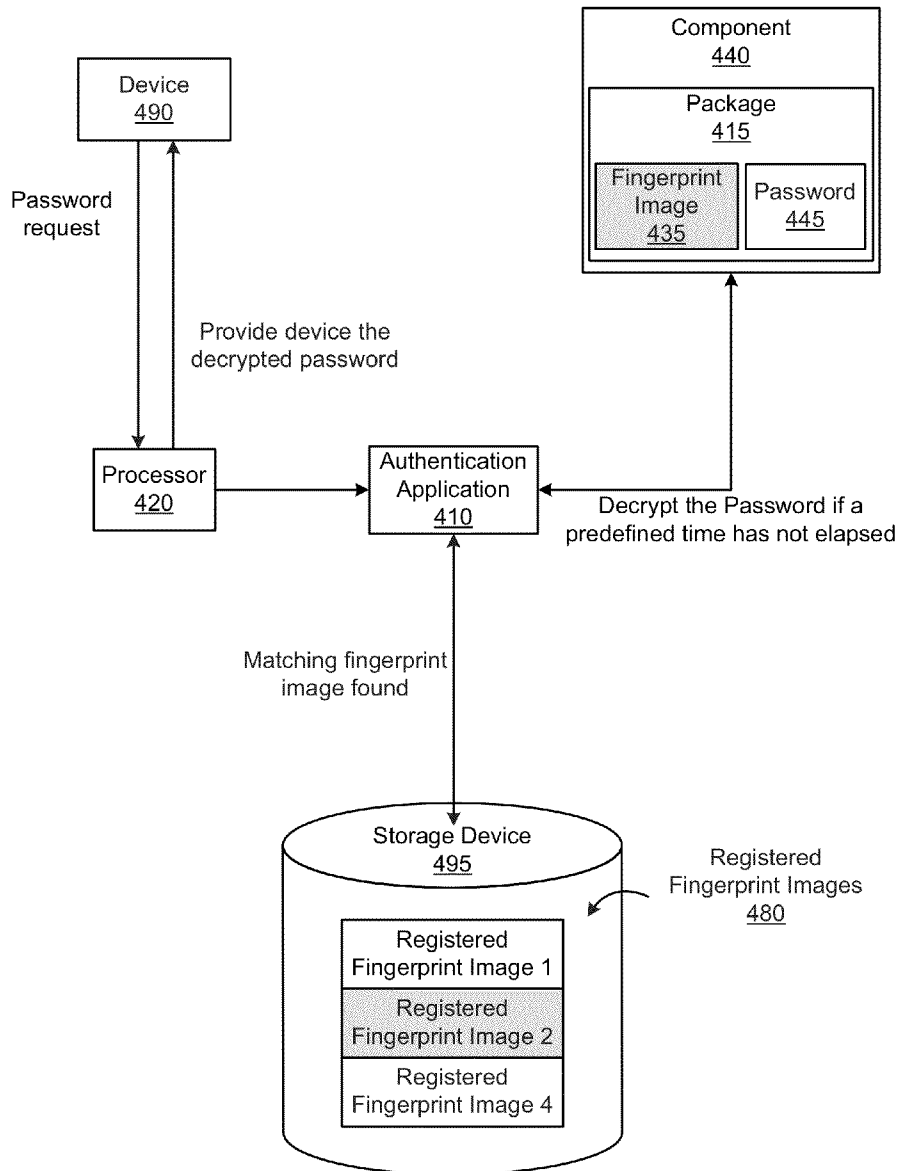 Component
440
Device
490
Package
415
Fingerprint
Image
435
Password
445
Password
request
Provide device the
decrypted password
Processor
420
Authentication
Application
410
Decrypt the Password if a
predefined time has not elapsed
Matching fingerprint
image found
Storage Device
495
Registered
Fingerprint Images
480
Registered
Fingerprint Image 1
Registered
Fingerprint Image 2
Registered
Fingerprint Image 4